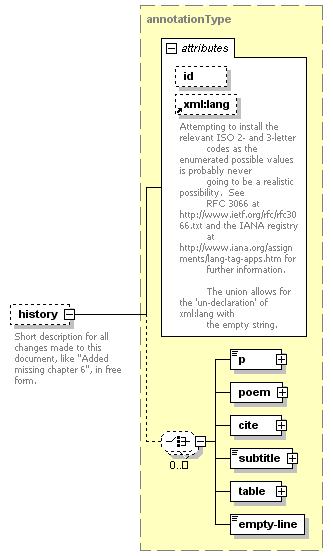 annotationType
attributes
id
xml:lang
Attempting to install the
relevant ISO 2- and 3-letter
codes as the
enumerated possible values
is probably never
going to be a realistic
possibility.  See
RFC 3066 at
http://www.ietf.org/rfc/rfc30
66.txt and the IANA registry
at
http://www.iana.org/assign
ments/lang-tag-apps.htm for
further information.
The union allows for
the 'un-declaration' of
xml:lang with
the empty string.
history
Short description for all
changes made to this
document, like "Added
missing chapter 6", in free
form.
p
poem
cite
0..
subtitle
table
empty-line